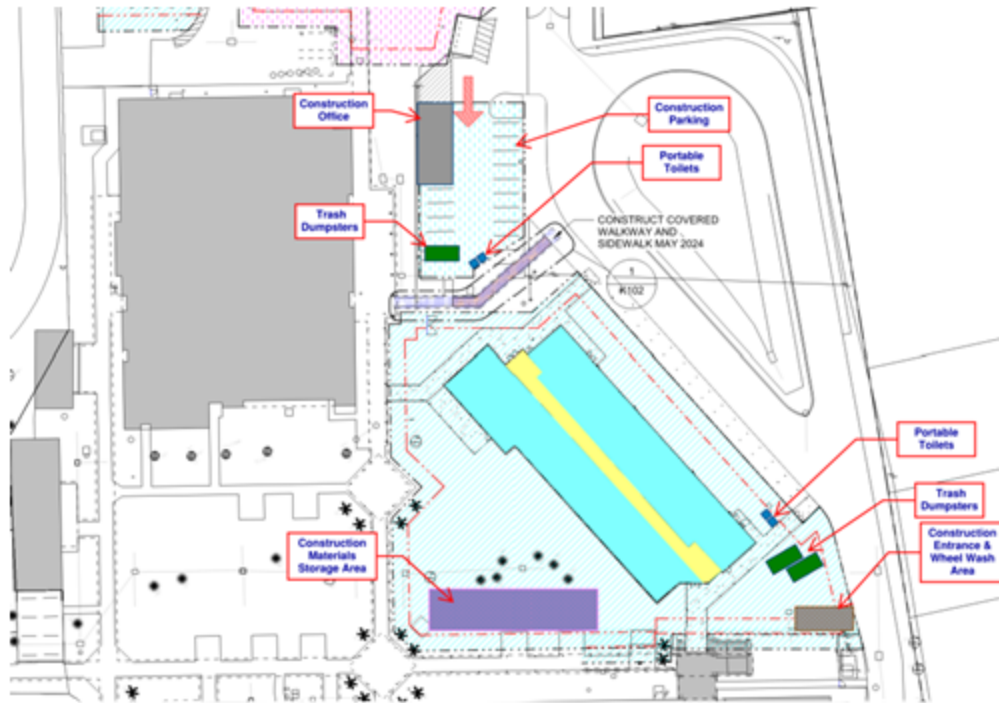 Construction
Office
Construction
Parking
Portable
Toilets
Trash
Dumpsters
CONSTRUCT COVERED
WALKWAY AND
SIDEWALK MAY 2024
1
K102
Portable
Toilets
Trash
Dumpsters
Construction
Entrance &
Wheel Wash
Area
Construction
Materials
Storage Area